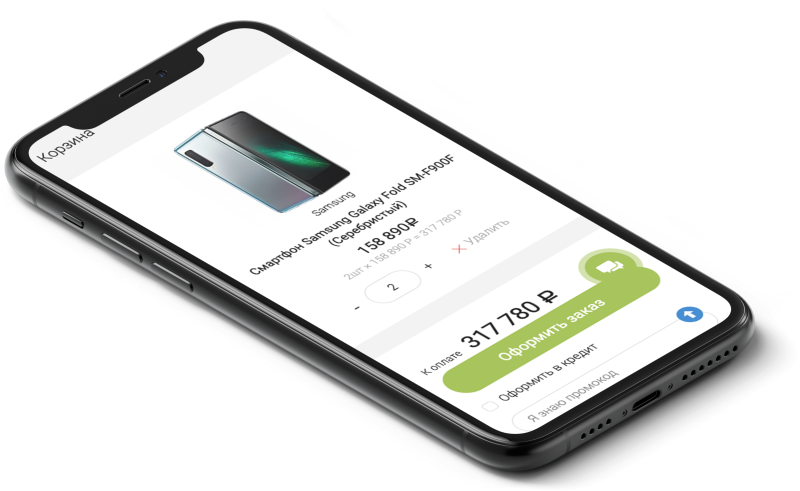 Корзина
Samsung
Смартфон Samsung Galaxy Fold SM-F900F
(Серебристый)
158 890₽
2шт x 158 890 ₽ = 317 780 ₽
- 2 + × Удалить
К оплате 317 780 ₽
Оформить заказ
Оформить в кредит
Я знаю промокод